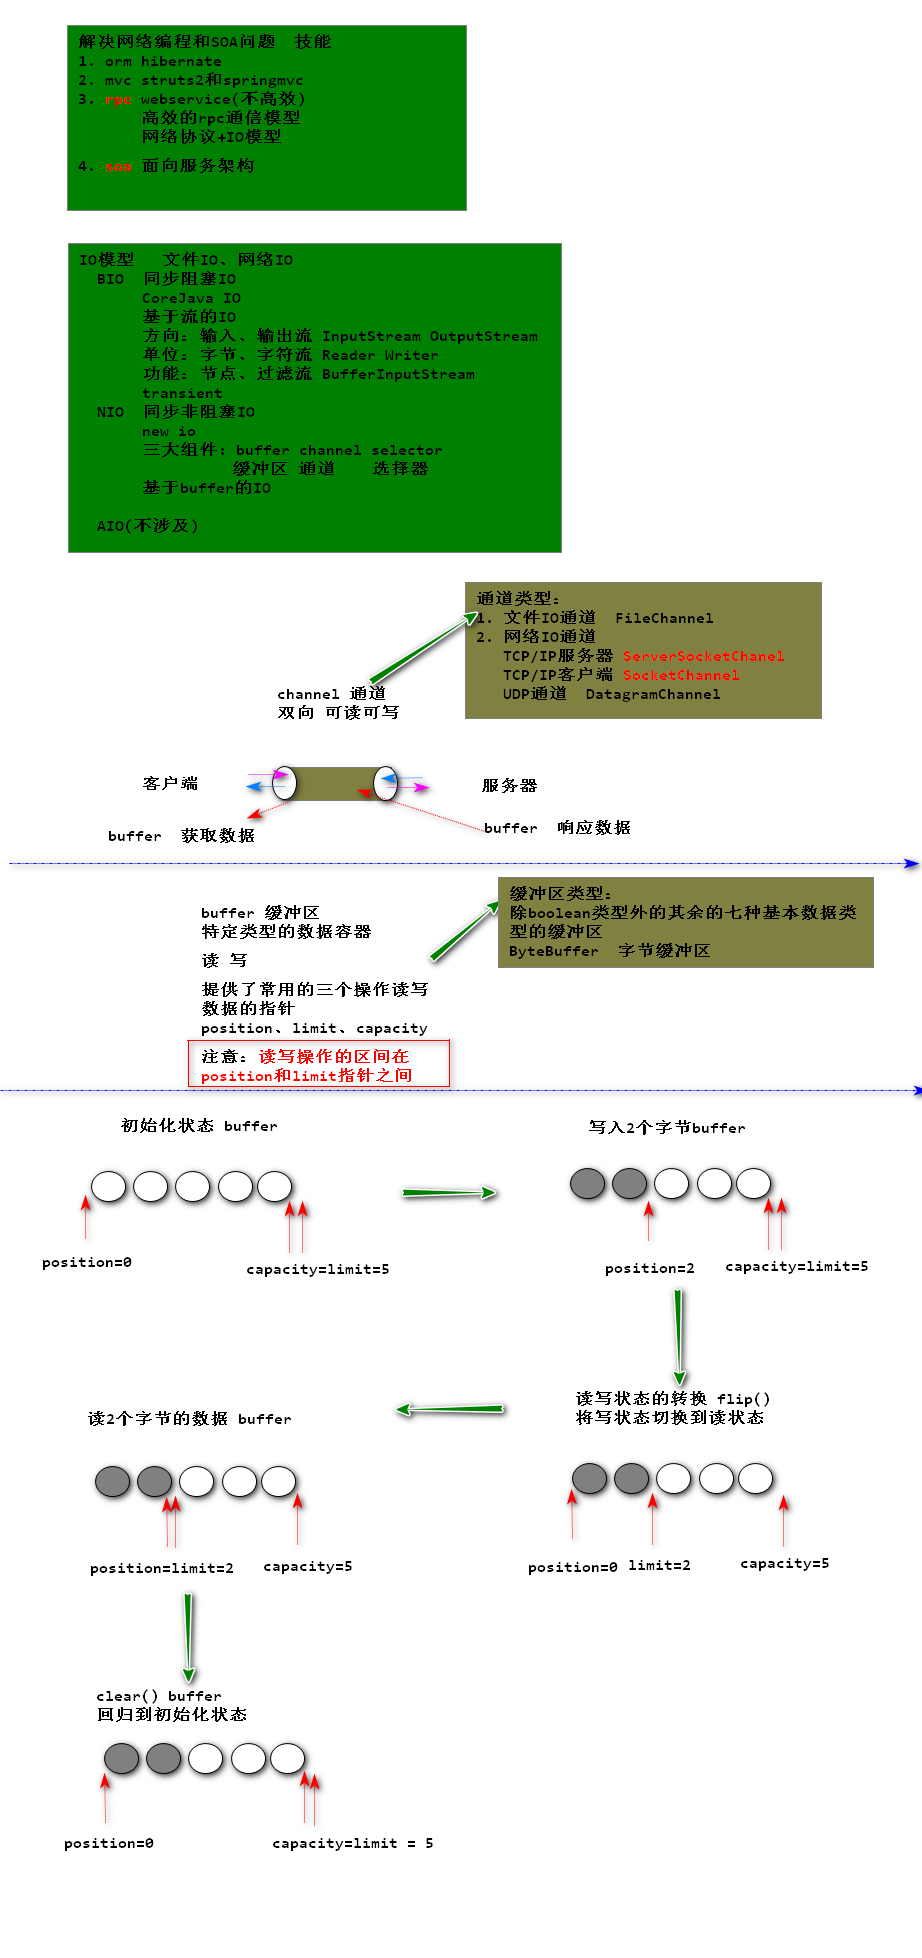 解决网络编程和SOA问题 技能
1. orm hibernate
2. mvc struts2和springmvc
3. rpc webservice(不高效)
高效的rpc通信模型
网络协议+IO模型
4. soa 面向服务架构
IO模型 文件IO、网络IO
BIO 同步阻塞IO
CoreJava IO
基于流的IO
方向：输入、输出流 InputStream OutputStream
单位：字节、字符流 Reader Writer
功能：节点、过滤流 BufferInputStream
transient
NIO 同步非阻塞IO
new io
三大组件：buffer channel selector
缓冲区 通道 选择器
基于buffer的IO
AIO(不涉及)
通道类型：
1. 文件IO通道 FileChannel
2. 网络IO通道
TCP/IP服务器 ServerSocketChanel
TCP/IP客户端 SocketChannel
UDP通道 DatagramChannel
channel 通道
双向 可读可写
客户端
服务器
buffer 获取数据
buffer 响应数据
缓冲区类型：
除boolean类型外的其余的七种基本数据类
型的缓冲区
ByteBuffer 字节缓冲区
buffer 缓冲区
特定类型的数据容器
读 写
提供了常用的三个操作读写
数据的指针
position、limit、capacity
注意：读写操作的区间在
position和limit指针之间
初始化状态 buffer
写入2个字节buffer
position=0
capacity=limit=5
position=2
capacity=limit=5
读写状态的转换 flip()
将写状态切换到读状态
读2个字节的数据 buffer
position=limit=2
capacity=5
position=0
limit=2
capacity=5
clear() buffer
回归到初始化状态
position=0
capacity=limit = 5